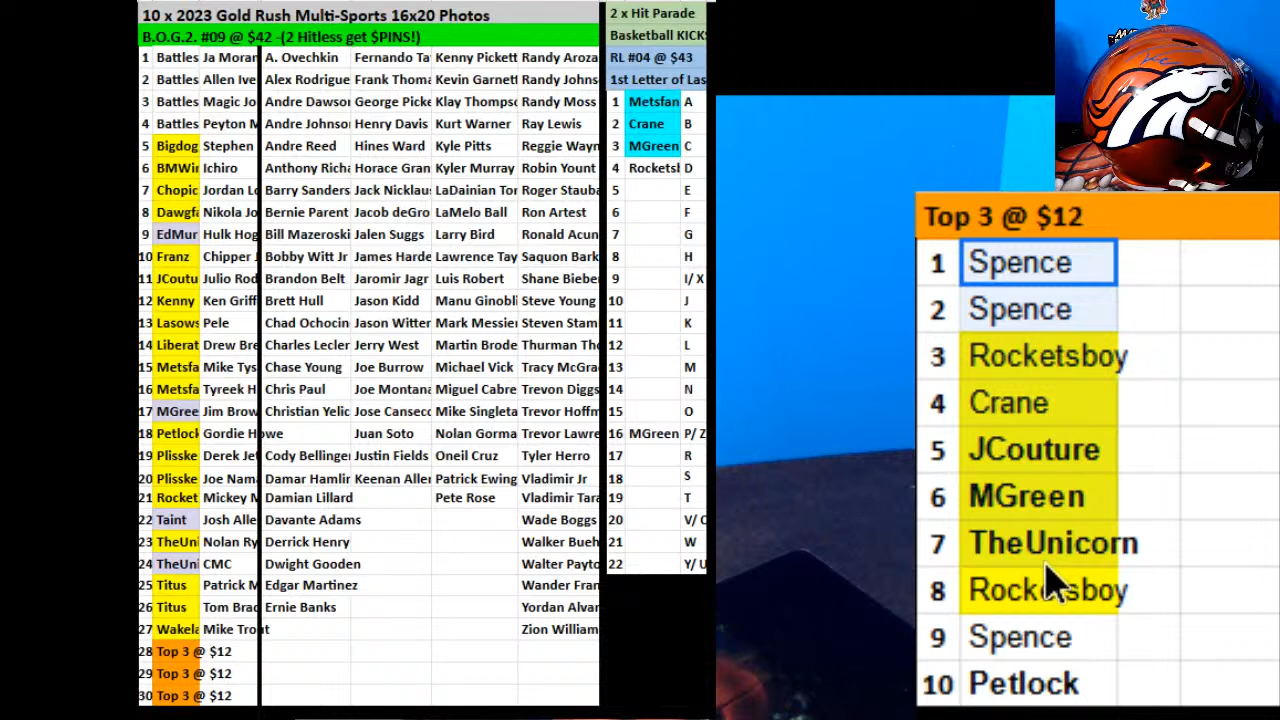 10 x 2023 Gold Rush Multi-Sports 16x20 Photos
B.O.G.2. #09 @ $42 -(2 Hitless get $PINS!)
1 Battles Ja Moran A. Ovechkin Fernando Ta Kenny Pickett Randy Aroza
2 Battles Allen Ive Alex Rodrigue Frank Thoma Kevin Garnett Randy Johns
3 Battles Magic Jo Andre Dawson George Picke Klay Thompso Randy Moss
4 Battles Peyton M Andre Johnso Henry Davis Kurt Warner Ray Lewis
5 Bigdog Stephen Andre Reed Hines Ward Kyle Pitts Reggie Wayn
6 BMWin Ichiro Anthony Richa Horace Gran Kyler Murray Robin Yount
7 Chopic Jordan Lo Barry Sanders Jack Nicklaus LaDainian Tom Roger Stauba
8 Dawgfa Nikola Jo Bernie Parent Jacob deGro LaMelo Ball Ron Artest
9 EdMur Hulk Hog Bill Mazeroski Jalen Suggs Larry Bird Ronald Acun
10 Franz Chipper J Bobby Witt Jr James Harde Lawrence Tay Saquon Bark
11 JCoutu Julio Rod Brandon Belt Jaromir Jagr Luis Robert Shane Bieber
12 Kenny Ken Griff Brett Hull Jason Kidd Manu Ginobli Steve Young
13 Lasows Pele Chad Ochocin Jason Witten Mark Messier Steven Stam
14 Liberat Drew Bre Charles Lecler Jerry West Martin Brode Thurman Tho
15 Metsfa Mike Tys Chase Young Joe Burrow Michael Vick Tracy McGra
16 Metsfa Tyreek H Chris Paul Joe Montana Miguel Cabre Trevon Diggs
17 MGree Jim Brow Christian Yelic Jose Canseco Mike Singleta Trevor Hoffm
18 Petlock Gordie Howe Juan Soto Nolan Gorma Trevor Lawre
19 Plisske Derek Jet Cody Bellinger Justin Fields Oneil Cruz Tyler Herro
20 Plisske Joe Nama Damar Hamlin Keenan Allen Patrick Ewing Vladimir Jr
21 Rocket Mickey M Damian Lillard Pete Rose Vladimir Tara
22 Taint Josh Alle Davante Adams Wade Boggs
23 TheUni Nolan Ry Derrick Henry Walker Bueh
24 TheUni CMC Dwight Gooden Walter Payto
25 Titus Patrick M Edgar Martinez Wander Fran
26 Titus Tom Brad Ernie Banks Yordan Alvar
27 Wakela Mike Trout Zion William
28 Top 3 @ $12
29 Top 3 @ $12
30 Top 3 @ $12
2 x Hit Parade
Basketball KICKS
RL #04 @ $43
1st Letter of Las
1 Metsfan A
2 Crane B
3 MGreen C
4 Rocketsb D
5 E
6 F
7 G
8 H
9 I/ X
10 J
11 K
12 L
13 M
14 N
15 O
16 MGreen P/ Z
17 R
18 S
19 T
20 V/
21 W
22 Y/ U
Top 3 @ $12
1 Spence
2 Spence
3 Rocketsboy
4 Crane
5 JCouture
6 MGreen
7 TheUnicorn
8 Rocketsboy
9 Spence
10 Petlock